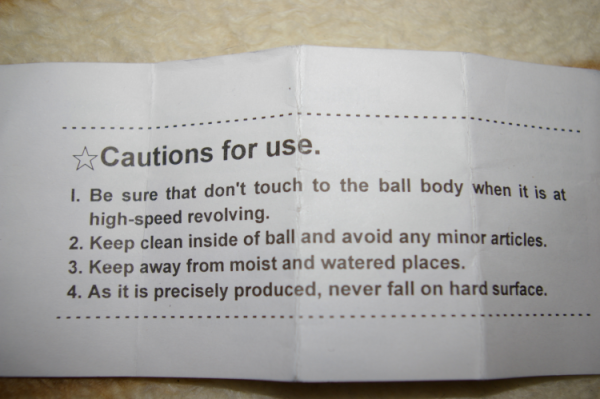 ☆Cautions for use.
I. Be sure that don't touch to the ball body when it is at
high-speed revolving.
2. Keep clean inside of ball and avoid any minor articles.
3. Keep away from moist and watered places.
4. As it is precisely produced, never fall on hard surface.